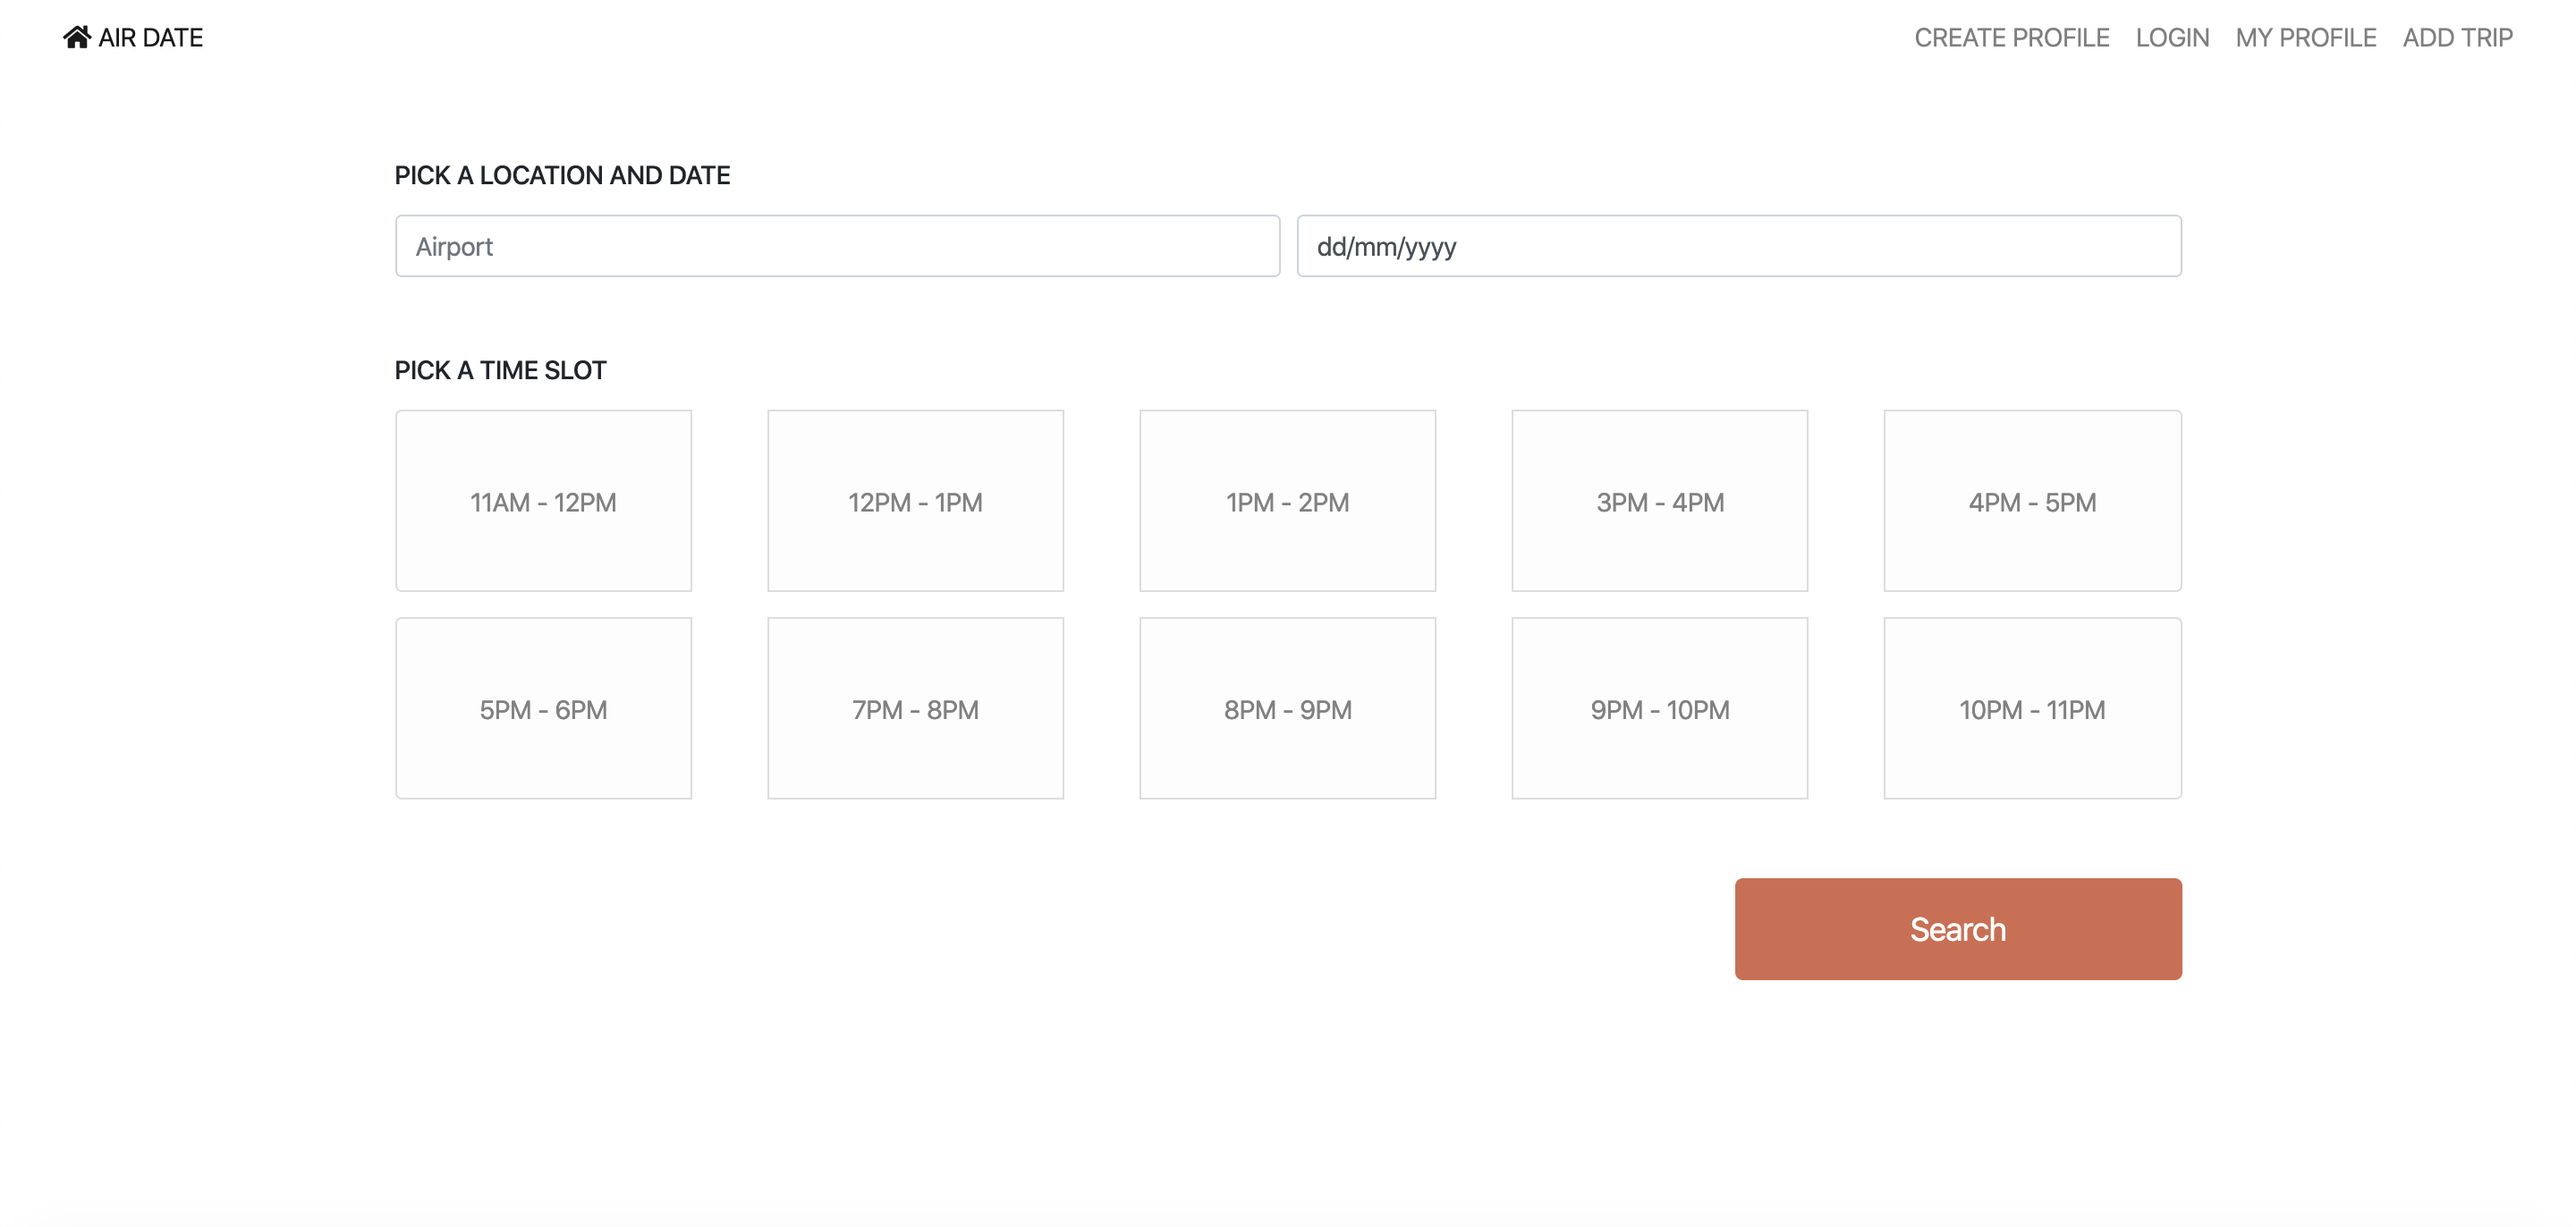 AIR DATE
CREATE PROFILE LOGIN MY PROFILE ADD TRIP
PICK A LOCATION AND DATE
Airport dd/mm/yyyy
PICK A TIME SLOT
11AM - 12PM 12PM - 1PM 1PM - 2PM 3PM - 4PM 4PM - 5PM
5PM - 6PM 7PM - 8PM 8PM - 9PM 9PM - 10PM 10PM - 11PM
Search